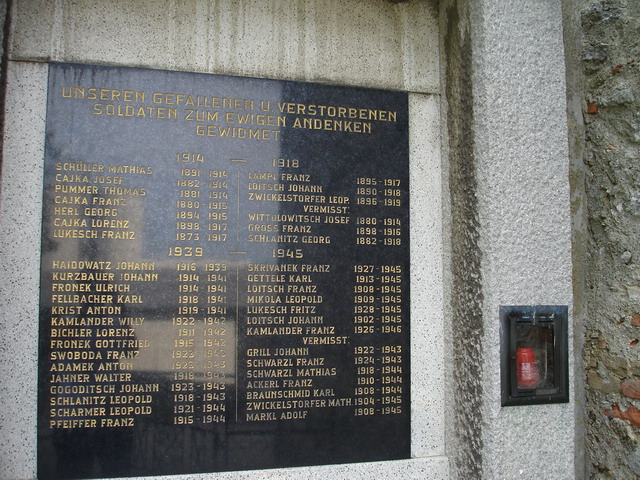 UNSEREN GEFALLENEN U. VERSTORBENEN
SOLDATEN ZUM EWIGEN ANDENKEN
GEWIDMET
1914 — 1918
SCHÜLLER MATHIAS 1891-1914
CAJKA JOSEF 1882-1914
PUMMER THOMAS 1881-1914
CAJKA FRANZ 1880-1915
HERL GEORG 1894-1915
CAJKA LORENZ 1898-1917
LUKESCH FRANZ 1873-1917
LAMPL FRANZ 1895-1917
LOITSCH JOHANN 1890-1918
ZWICKELSTORFER LEOP. 1896-1919
VERMISST:
WITTULOWITSCH JOSEF 1880-1914
GROSS FRANZ 1898-1916
SCHLANITZ GEORG 1882-1918
1939 — 1945
HAIDOWATZ JOHANN 1916-1939
KURZBAUER JOHANN 1914-1941
FRONEK ULRICH 1914-1941
FELLBACHER KARL 1918-1941
KRIST ANTON 1919-1941
KAMLANDER WILLY 1922-1942
BICHLER LORENZ 1911-1942
FRONEK GOTTFRIED 1915-1942
SWOBODA FRANZ 1923-1943
ADAMEK ANTON 1943
JAHNER WALTER 1943
GOGODITSCH JOHANN 1923-1943
SCHLANITZ LEOPOLD 1918-1943
SCHARMER LEOPOLD 1921-1944
PFEIFFER FRANZ 1915-1944
SKRIVANEK FRANZ 1927-1945
GETTELE KARL 1913-1945
LOITSCH FRANZ 1908-1945
MIKOLA LEOPOLD 1909-1945
LUKESCH FRITZ 1928-1945
LOITSCH JOHANN 1902-1945
KAMLANDER FRANZ 1926-1946
VERMISST:
GRILL JOHANN 1922-1943
SCHWARZL FRANZ 1924-1943
SCHWARZL MATHIAS 1918-1944
ACKERL FRANZ 1910-1944
BRAUNSCHMID KARL 1908-1944
ZWICKELSTORFER MATH. 1904-1945
MARKL ADOLF 1908-1945